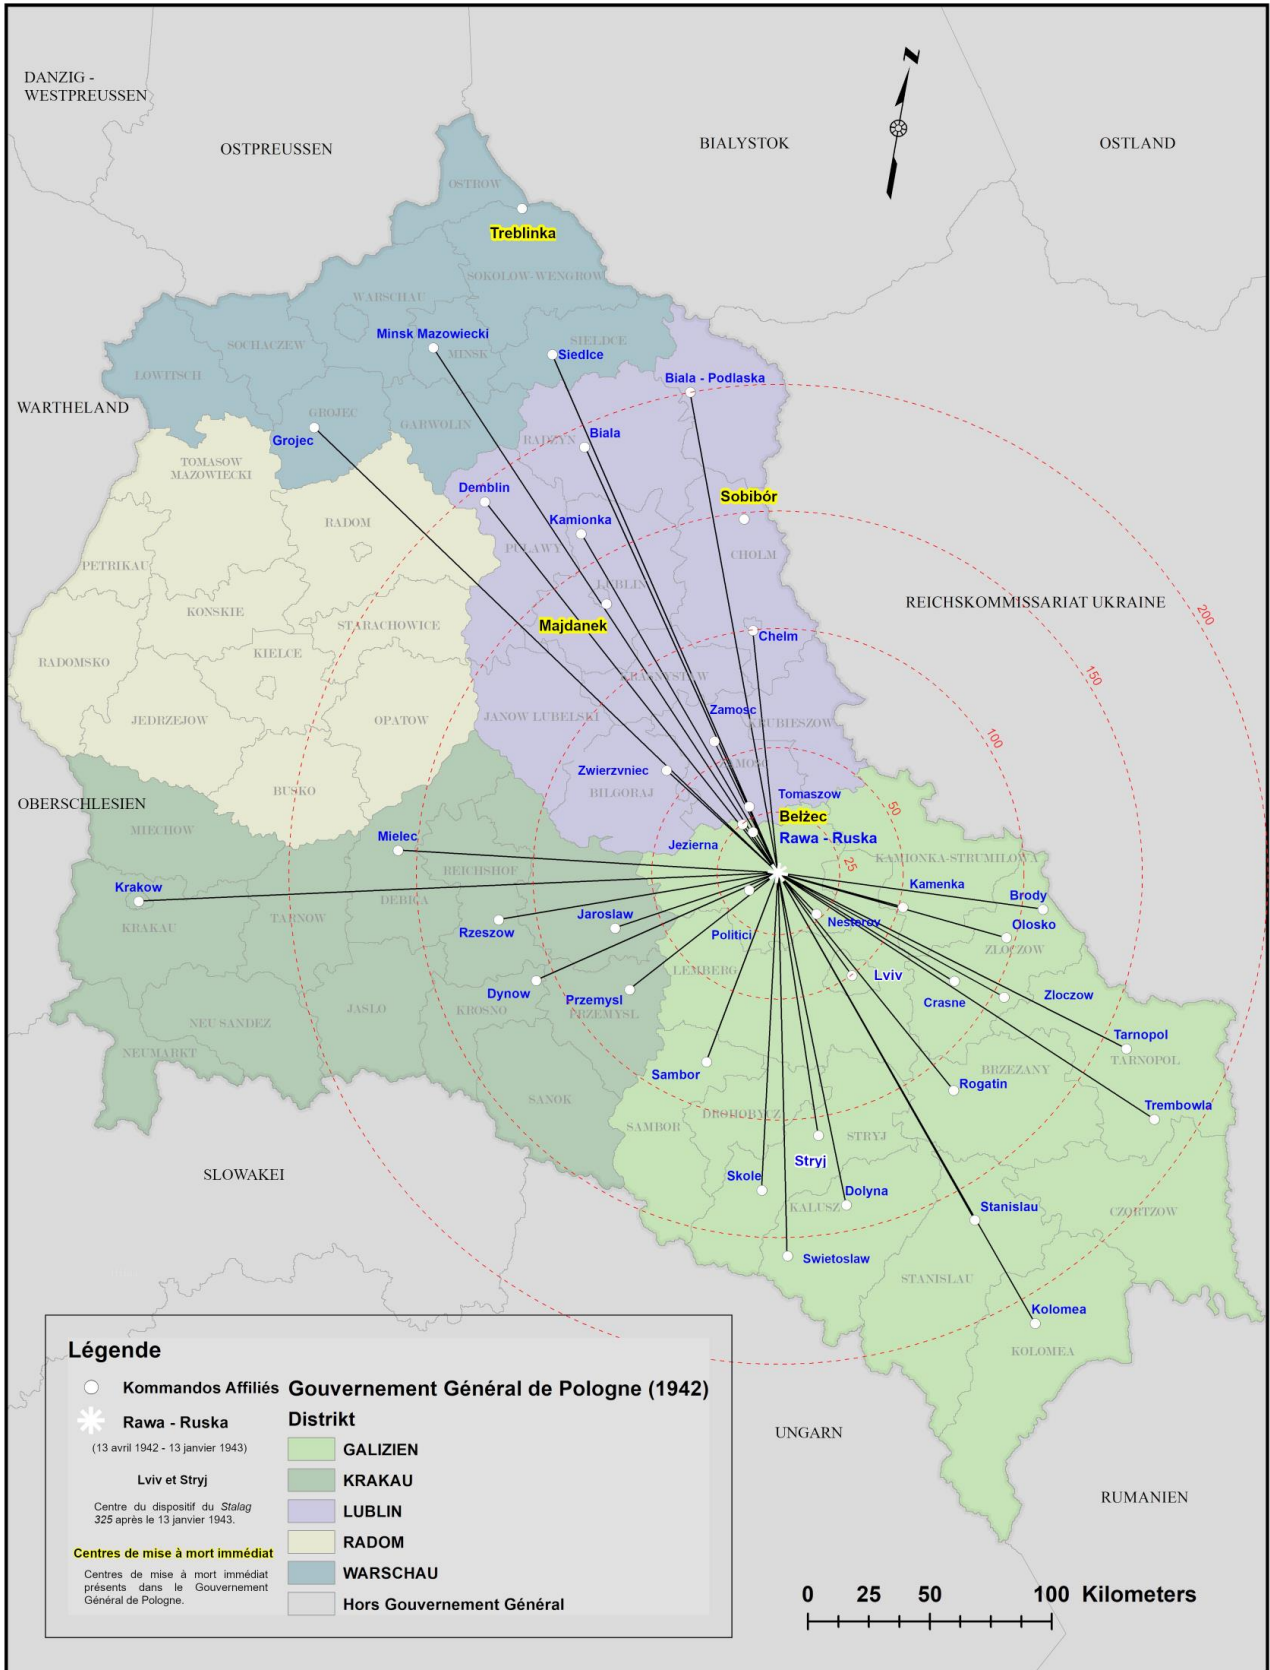 DANZIG -
WESTPREUSSEN
OSTPREUSSEN
BIALYSTOK
OSTLAND
N
OSTROW
Treblinka
SOKOLOW-WENGROW
WARSCHAU
Minsk Mazowiecki
SOCHACZEW
MINSK
SIELDCE
Siedlce
LOWITSCH
Biala - Podlaska
WARTHELAND
GROJEC
Grojec
GARWOLIN
RADZYN
Biala
TOMASOW
MAZOWIECKI
Demblin
Sobibór
RADOM
Kamionka
PULAWY
CHOLM
PETRIKAU
LUBLIN
KONSKIE
REICHSKOMMISSARIAT UKRAINE
200
STARACHOWICE
Majdanek
Chelm
KIELCE
RADOMSKO
150
KRASNYSTAW
JEDRZEJOW
OPATOW
JANOW LUBELSKI
Zamosc
KRUBIESZOW
100
Zwierzvniec
ZAMOSC
BUSKO
BILGORAJ
OBERSCHLESIEN
Tomaszow
50
MIECHOW
Bełżec
Mielec
Jezierna
Rawa - Ruska
25
KAMIONKA-STRUMILOWA
REICHSHOF
Krakow
DEBICA
Kamenka
Brody
KRAKAU
TARNOW
Jaroslaw
Rzeszow
Nesterov
Olosko
Politici
ZLOCZOW
LEMBERG
Lviv
Dynow
Przemysl
Crasne
Zloczow
JASLO
KROSNO
PRZEMYSL
NEU SANDEZ
Tarnopol
NEUMARKT
TARNOPOL
Sambor
BRZEZANY
Rogatin
SANOK
Trembowla
DROHOBYCZ
SAMBOR
STRYJ
Stryj
SLOWAKEI
Skole
Dolyna
KALUSZ
Stanislau
CZORTZOW
Swietoslaw
STANISLAU
Kolomea
KOLOMEA
Légende
Kommandos Affiliés
Rawa - Ruska
(13 avril 1942 - 13 janvier 1943)
Lviv et Stryj
Centre du dispositif du Stalag
325 après le 13 janvier 1943.
Centres de mise à mort immédiat
Centres de mise à mort immédiat
présents dans le Gouvernement
Général de Pologne.
Gouvernement Général de Pologne (1942)
Distrikt
GALIZIEN
KRAKAU
LUBLIN
RADOM
WARSCHAU
Hors Gouvernement Général
UNGARN
RUMANIEN
0 25 50 100 Kilometers